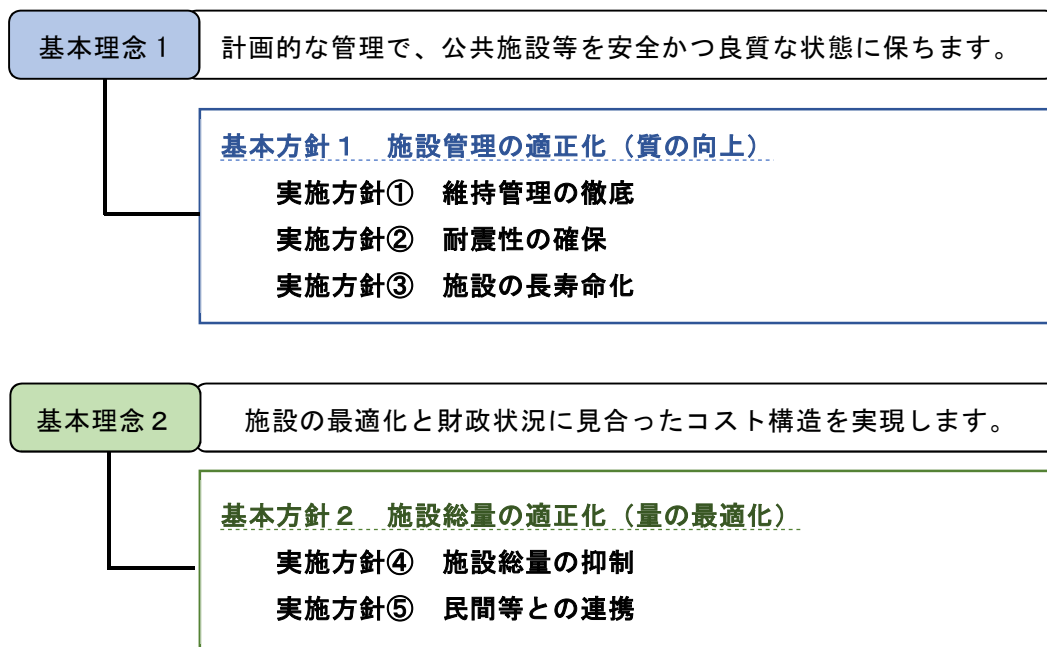 基本理念1
計画的な管理で、公共施設等を安全かつ良質な状態に保ちます。
基本方針1　施設管理の適正化（質の向上）
実施方針①　維持管理の徹底
実施方針②　耐震性の確保
実施方針③　施設の長寿命化
基本理念２
施設の最適化と財政状況に見合ったコスト構造を実現します。
基本方針２　施設総量の適正化（量の最適化）
実施方針④　施設総量の抑制
実施方針⑤　民間等との連携